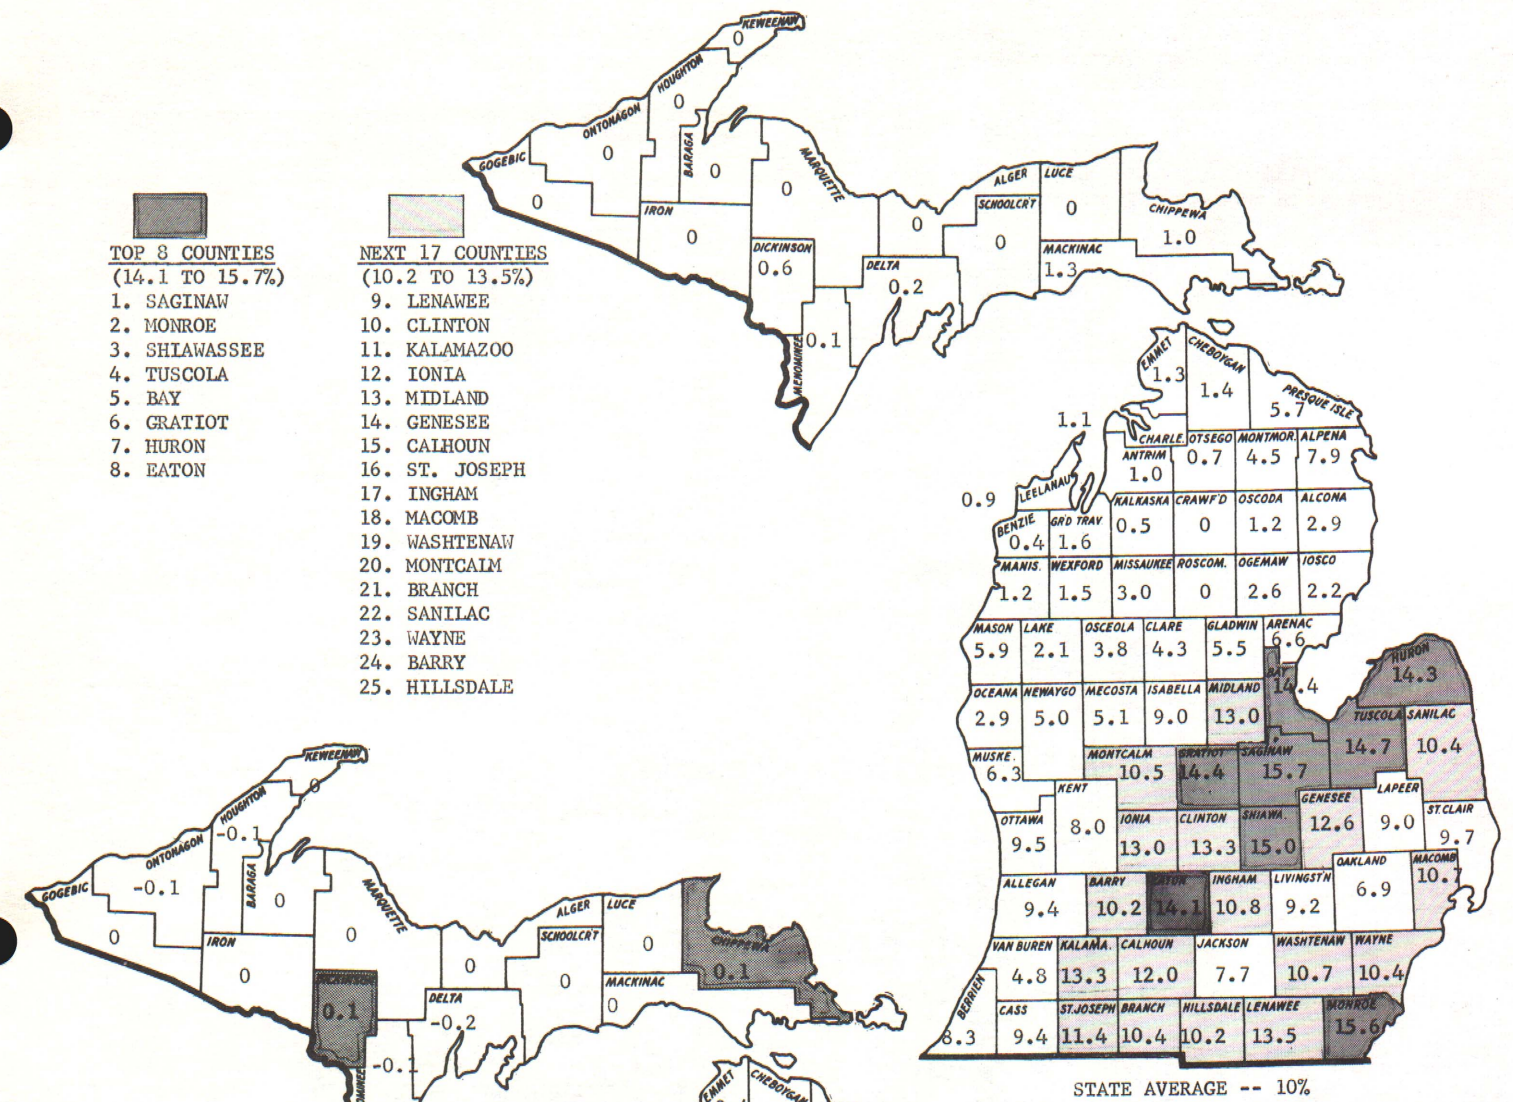 KEWEENAW
0
HOUGHTON
0
ONTONAGON
0
GOGEBIC
0
BARAGA
0
MARQUETTE
0
IRON
0
DICKINSON
0.6
MENOMINEE
0.1
DELTA
0.2
ALGER
0
SCHOOLCR'T
0
LUCE
0
MACKINAC
1.3
CHIPPEWA
1.0
TOP 8 COUNTIES
(14.1 TO 15.7%)
1. SAGINAW
2. MONROE
3. SHIAWASSEE
4. TUSCOLA
5. BAY
6. GRATIOT
7. HURON
8. EATON
NEXT 17 COUNTIES
(10.2 TO 13.5%)
9. LENAWEE
10. CLINTON
11. KALAMAZOO
12. IONIA
13. MIDLAND
14. GENESEE
15. CALHOUN
16. ST. JOSEPH
17. INGHAM
18. MACOMB
19. WASHTENAW
20. MONTCALM
21. BRANCH
22. SANILAC
23. WAYNE
24. BARRY
25. HILLSDALE
EMMET
1.3
CHEBOYGAN
1.4
PRESQUE ISLE
5.7
1.1
CHARLE. OTSEGO MONTMOR. ALPENA
0.7 4.5 7.9
ANTRIM
1.0
0.9
LEELANAU
KALKASKA CRAWF'D OSCODA ALCONA
0.5 0 1.2 2.9
BENZIE GR'D TRAV.
0.4 1.6
MANIS. WEXFORD MISSAUKEE ROSCOM. OGEMAW IOSCO
1.2 1.5 3.0 0 2.6 2.2
MASON LAKE OSCEOLA CLARE GLADWIN ARENAC
5.9 2.1 3.8 4.3 5.5 6.6
HURON
14.3
BAY
14.4
OCEANA NEWAYGO MECOSTA ISABELLA MIDLAND
2.9 5.0 5.1 9.0 13.0
TUSCOLA SANILAC
14.7 10.4
MUSKE. MONTCALM GRATIOT SAGINAW
6.3 10.5 14.4 15.7
KENT
8.0
GENESEE LAPEER ST.CLAIR
12.6 9.0 9.7
OTTAWA IONIA CLINTON SHIAWA.
9.5 13.0 13.3 15.0
OAKLAND MACOMB
6.9 10.7
ALLEGAN BARRY EATON INGHAM LIVINGST'N
9.4 10.2 14.1 10.8 9.2
VAN BUREN KALAMA. CALHOUN JACKSON WASHTENAW WAYNE
4.8 13.3 12.0 7.7 10.7 10.4
BERRIEN CASS ST.JOSEPH BRANCH HILLSDALE LENAWEE MONROE
8.3 9.4 11.4 10.4 10.2 13.5 15.6
STATE AVERAGE -- 10%
KEWEENAW
0
HOUGHTON
-0.1
ONTONAGON
-0.1
GOGEBIC
0
BARAGA
0
MARQUETTE
0
IRON
0
DICKINSON
0.1
-0.1
DELTA
-0.2
ALGER
0
SCHOOLCR'T
0
LUCE
0
MACKINAC
0
CHIPPEWA
0.1
EMMET
CHEBOYGAN